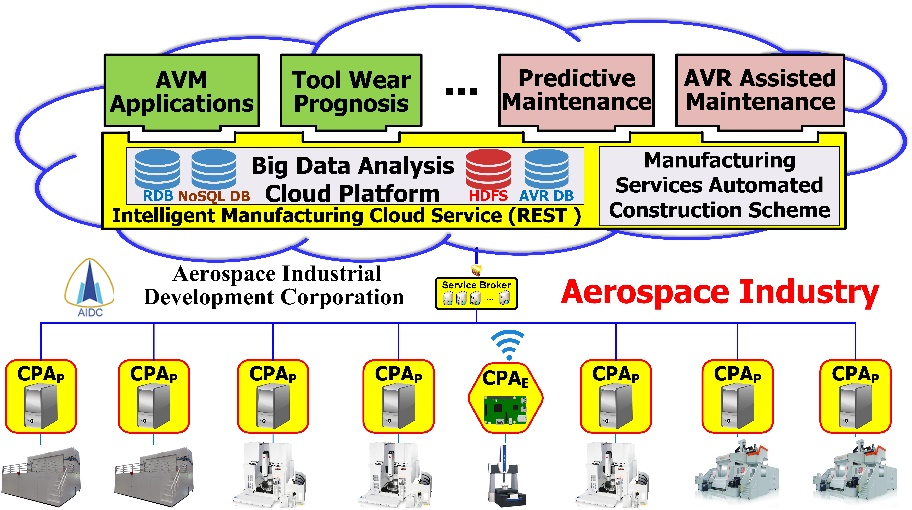 AVM
Applications
Tool Wear
Prognosis
...
Predictive
Maintenance
AVR Assisted
Maintenance
Big Data Analysis
Cloud Platform
RDB
NoSQL DB
HDFS
AVR DB
Intelligent Manufacturing Cloud Service (REST )
Manufacturing
Services Automated
Construction Scheme
AIDC
Aerospace Industrial
Development Corporation
Service Broker
...
Aerospace Industry
CPAP
CPAP
CPAP
CPAP
CPAE
CPAP
CPAP
CPAP